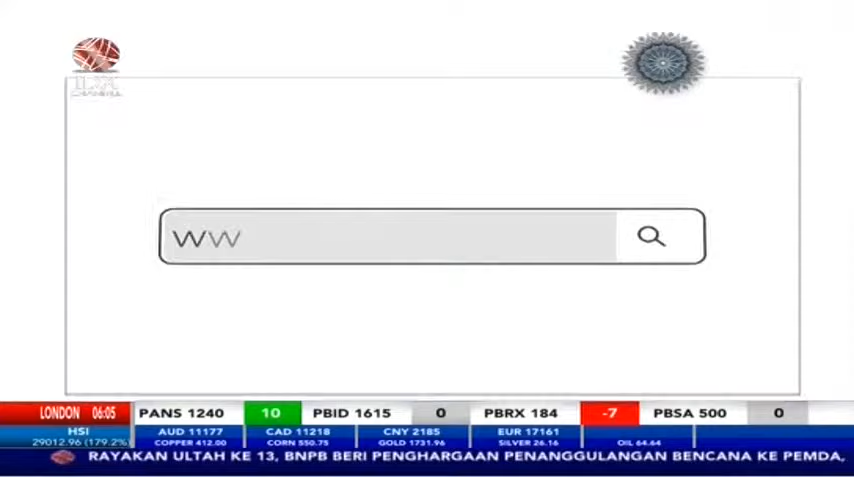 ww
LONDON 06:05 PANS 1240 10 PBID 1615 0 PBRX 184 -7 PBSA 500 0
HSI AUD 11177 CAD 11218 CNY 2185 EUR 17161
29012.96 (179.2%) COPPER 412.00 CORN 550.75 GOLD 1731.96 SILVER 26.16 OIL 64.64
RAYAKAN ULTAH KE 13, BNPB BERI PENGHARGAAN PENANGGULANGAN BENCANA KE PEMDA,